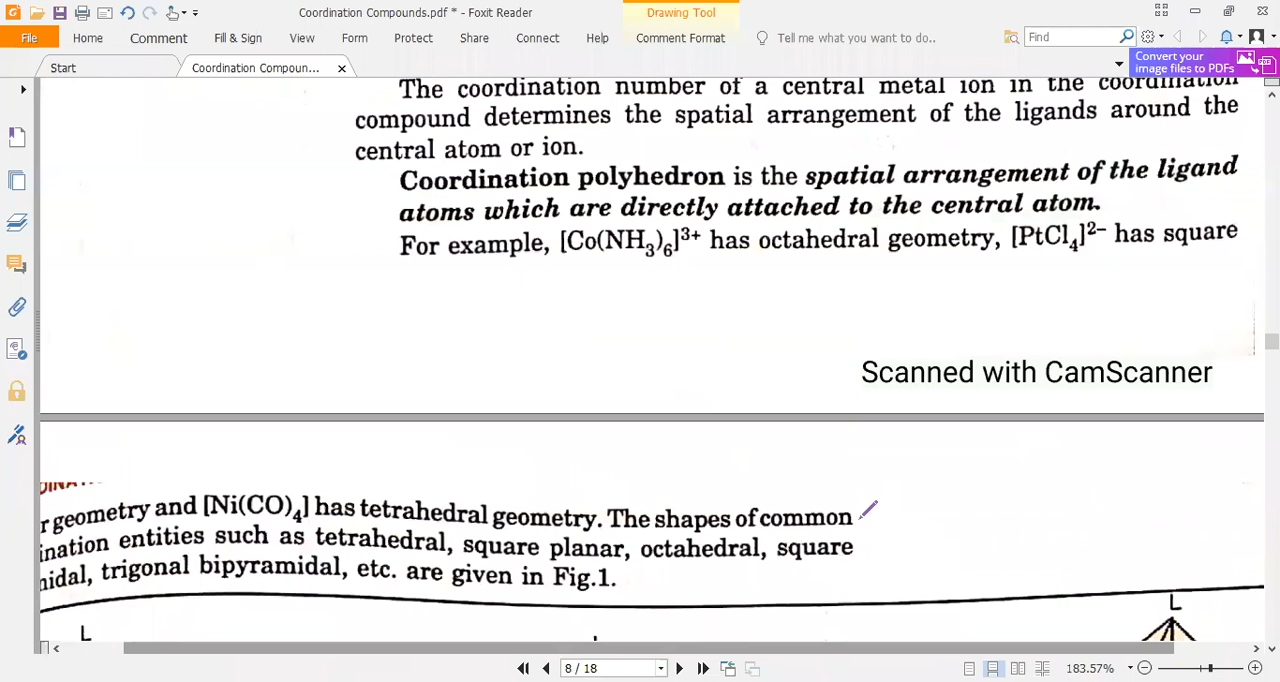 Coordination Compounds.pdf * - Foxit Reader
Drawing Tool
File Home Comment Fill & Sign View Form Protect Share Connect Help Comment Format Tell me what you want to do.. Find
Start Coordination Compoun... Convert your
image files to PDFs
The coordination number of a central metal ion in the coordination
compound determines the spatial arrangement of the ligands around the
central atom or ion.
Coordination polyhedron is the spatial arrangement of the ligand
atoms which are directly attached to the central atom.
For example, [Co(NH₃)₆]³⁺ has octahedral geometry, [PtCl₄]²⁻ has square
Scanned with CamScanner
r geometry and [Ni(CO)₄] has tetrahedral geometry. The shapes of common
ination entities such as tetrahedral, square planar, octahedral, square
nidal, trigonal bipyramidal, etc. are given in Fig.1.
L
L
8 / 18 183.57%